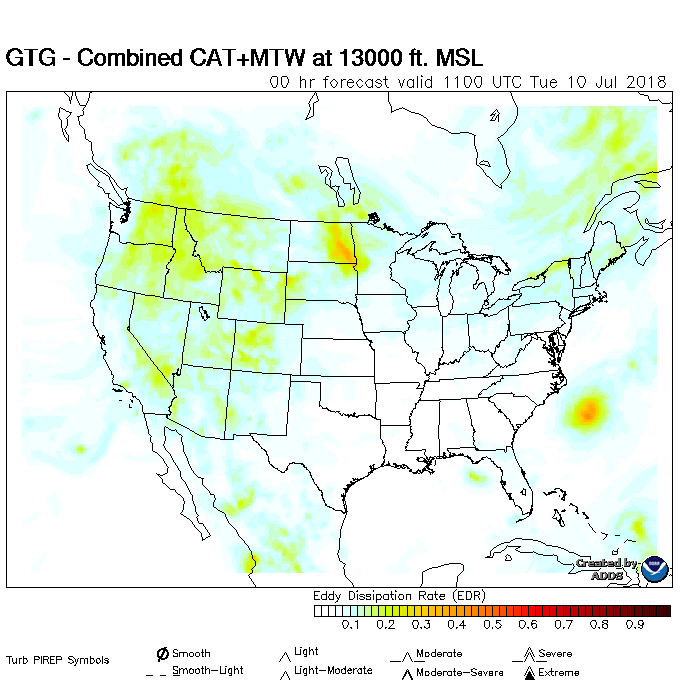 GTG - Combined CAT+MTW at 13000 ft. MSL
00 hr forecast valid 1100 UTC Tue 10 Jul 2018
Created by
ADDS
Eddy Dissipation Rate (EDR)
0.1 0.2 0.3 0.4 0.5 0.6 0.7 0.8 0.9
Turb PIREP Symbols
Smooth Light Moderate Severe
Smooth-Light Light-Moderate Moderate-Severe Extreme